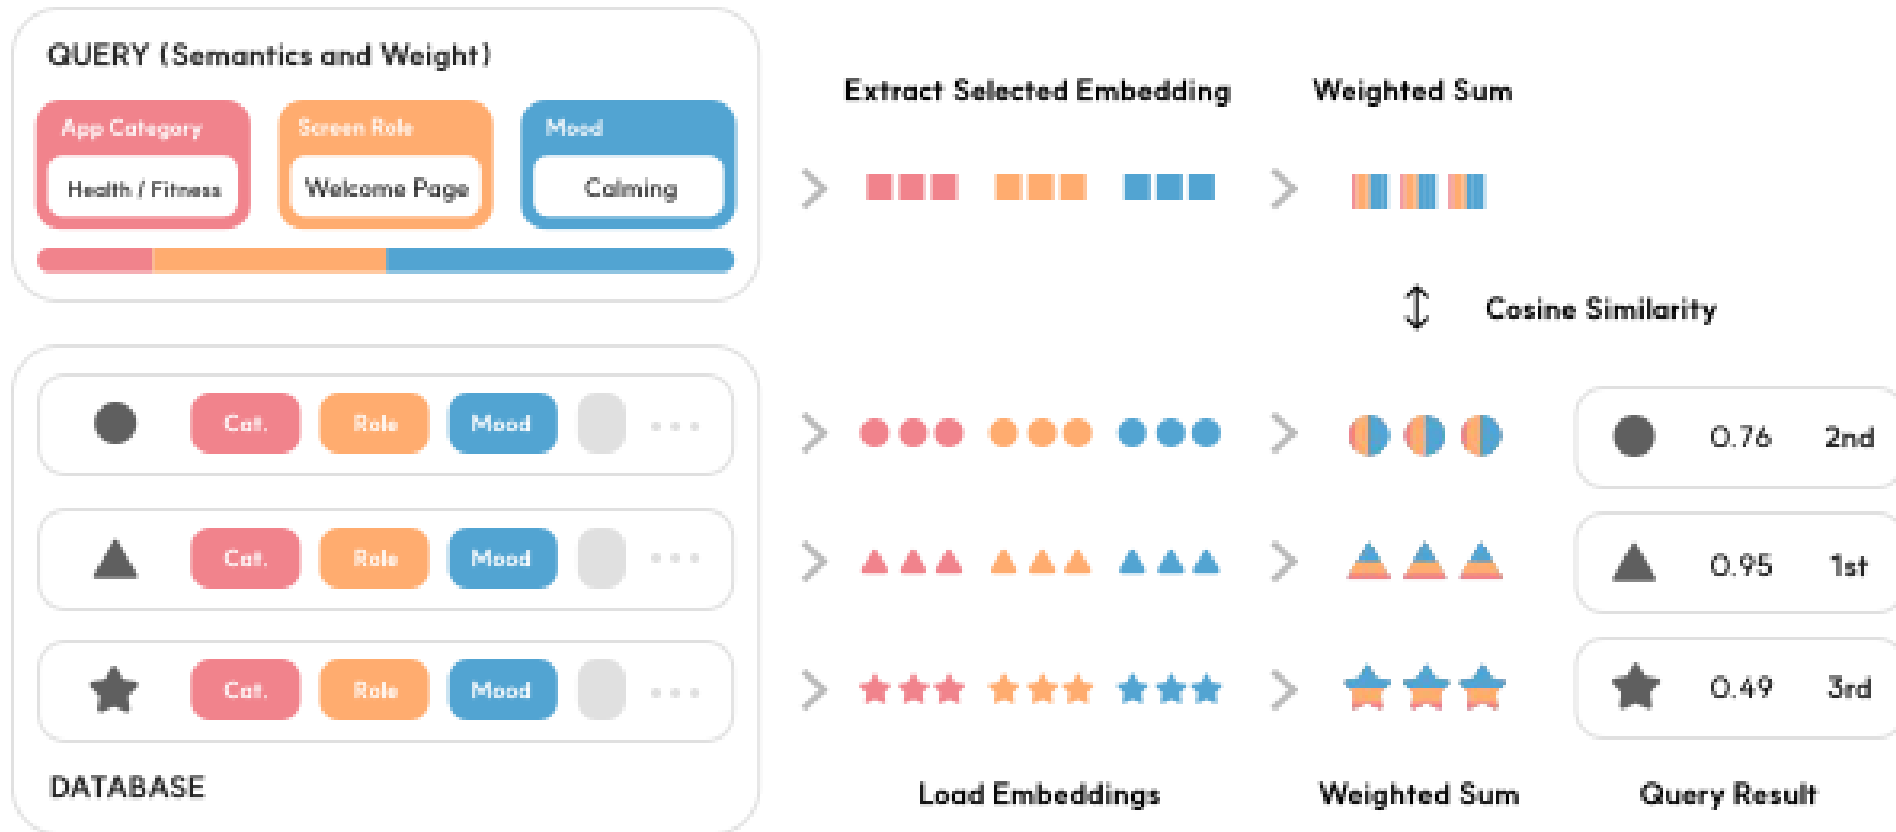 QUERY (Semantics and Weight)
App Category
Health / Fitness
Screen Role
Welcome Page
Mood
Calming
Extract Selected Embedding
Weighted Sum
Cosine Similarity
Cat. Role Mood
0.76 2nd
Cat. Role Mood
0.95 1st
Cat. Role Mood
0.49 3rd
DATABASE
Load Embeddings
Weighted Sum
Query Result